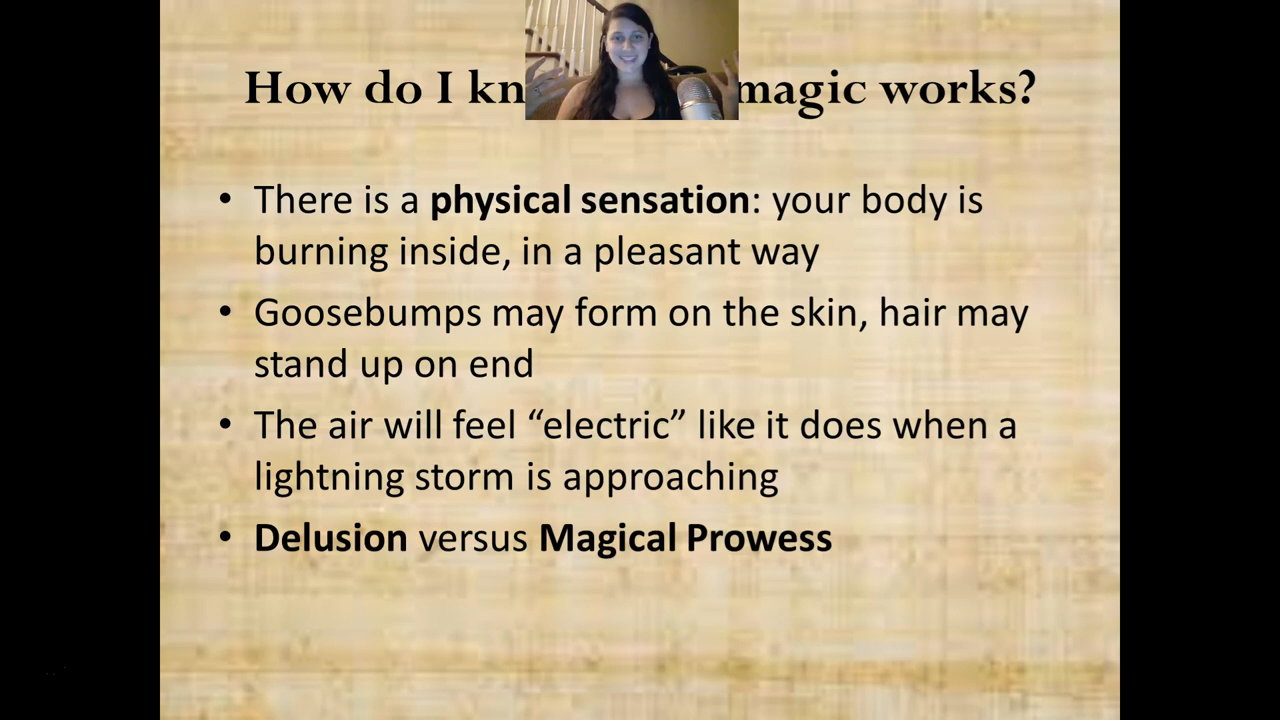 How do I kn magic works?
• There is a physical sensation: your body is
burning inside, in a pleasant way
• Goosebumps may form on the skin, hair may
stand up on end
• The air will feel “electric” like it does when a
lightning storm is approaching
• Delusion versus Magical Prowess